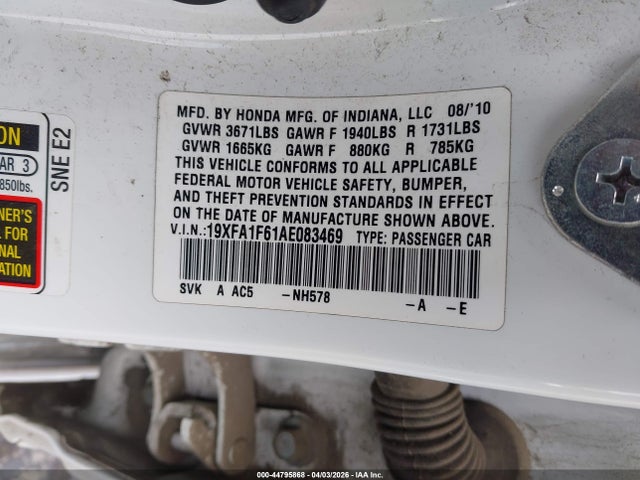 MFD. BY HONDA MFG. OF INDIANA, LLC 08/'10
GVWR 3671LBS GAWR F 1940LBS R 1731LBS
GVWR 1665KG GAWR F 880KG R 785KG
THIS VEHICLE CONFORMS TO ALL APPLICABLE
FEDERAL MOTOR VEHICLE SAFETY, BUMPER,
AND THEFT PREVENTION STANDARDS IN EFFECT
ON THE DATE OF MANUFACTURE SHOWN ABOVE.
V.I.N.:19XFA1F61AE083469 TYPE: PASSENGER CAR
SVK A AC5 -NH578 -A -E
ON
AR 3
850lbs.
SNE E2
NER'S
FOR
NAL
ATION
000-44795868 - 04/03/2026 - IAA Inc.